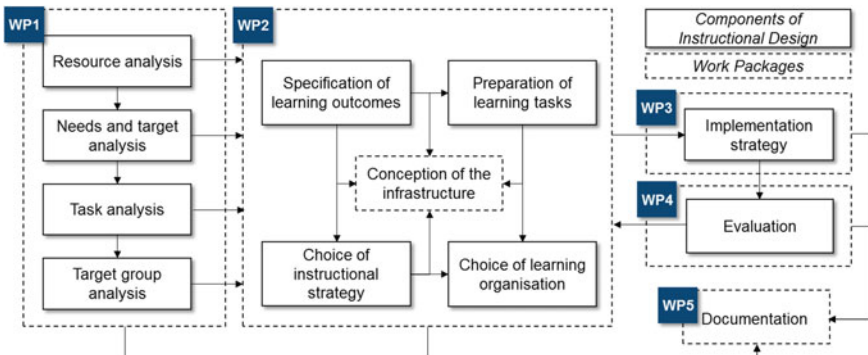 WP1
Resource analysis
Needs and target
analysis
Task analysis
Target group
analysis
WP2
Specification of
learning outcomes
Preparation of
learning tasks
Conception of the
infrastructure
Choice of
instructional
strategy
Choice of learning
organisation
Components of
Instructional Design
Work Packages
WP3
Implementation
strategy
WP4
Evaluation
WP5
Documentation